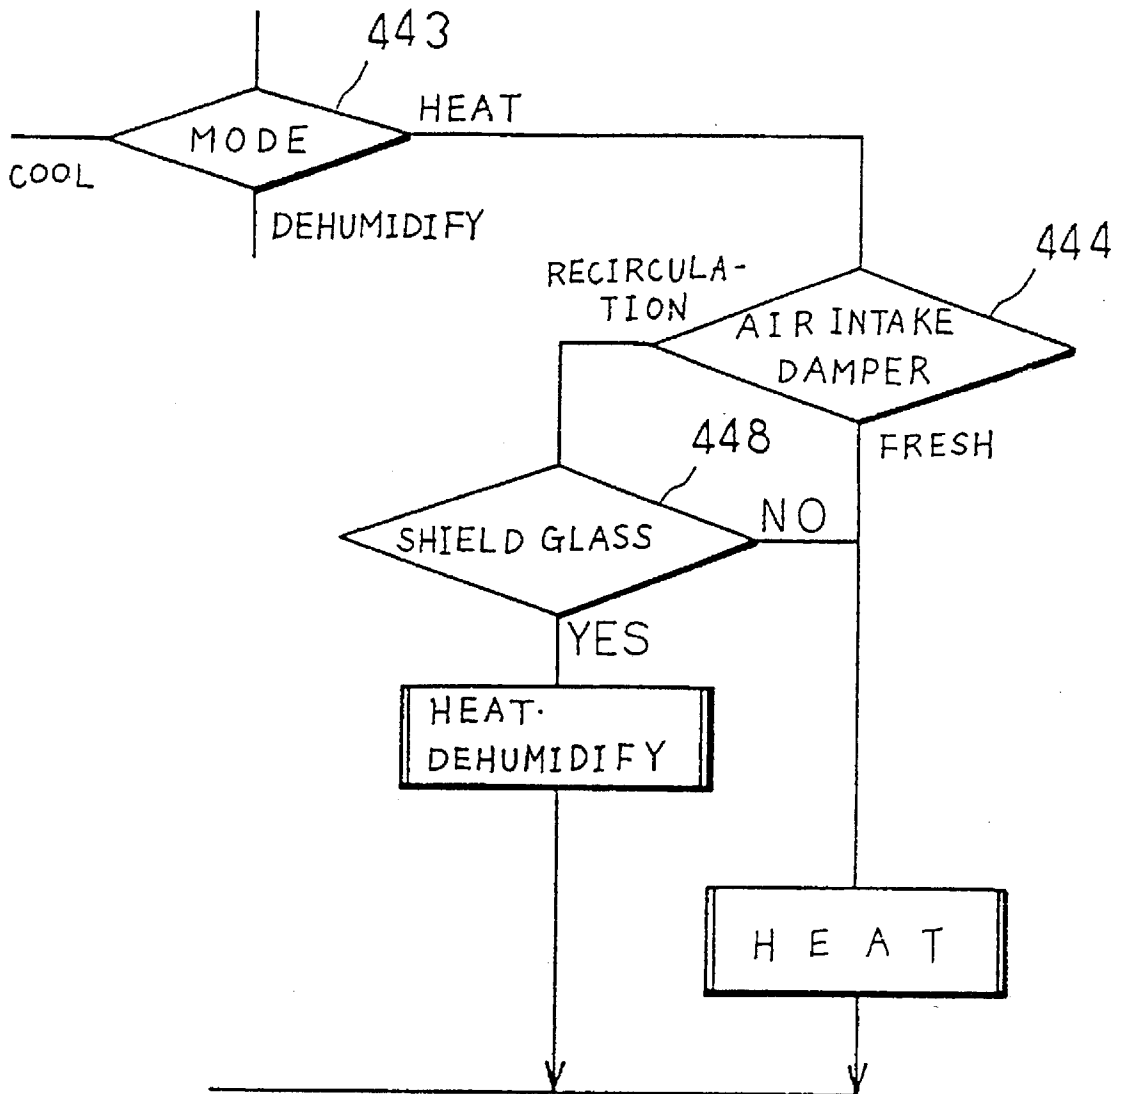 443
HEAT
MODE
COOL
DEHUMIDIFY
444
RECIRCULA-
TION
AIR INTAKE
DAMPER
FRESH
448
NO
SHIELD GLASS
YES
HEAT·
DEHUMIDIFY
HEAT